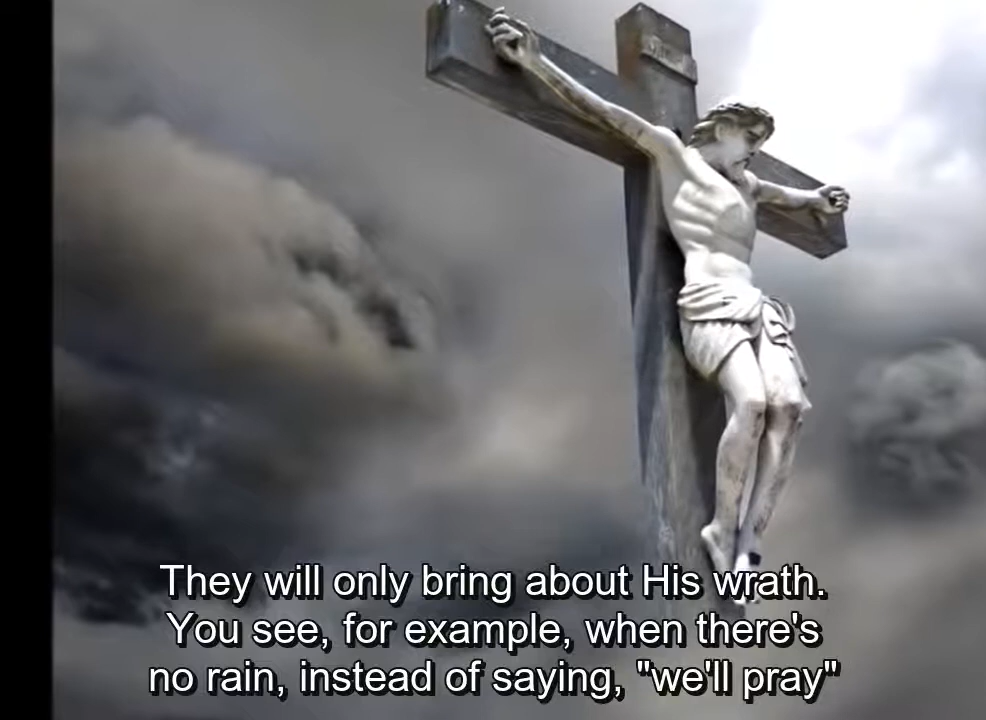 They will only bring about His wrath.
You see, for example, when there's
no rain, instead of saying, "we'll pray"